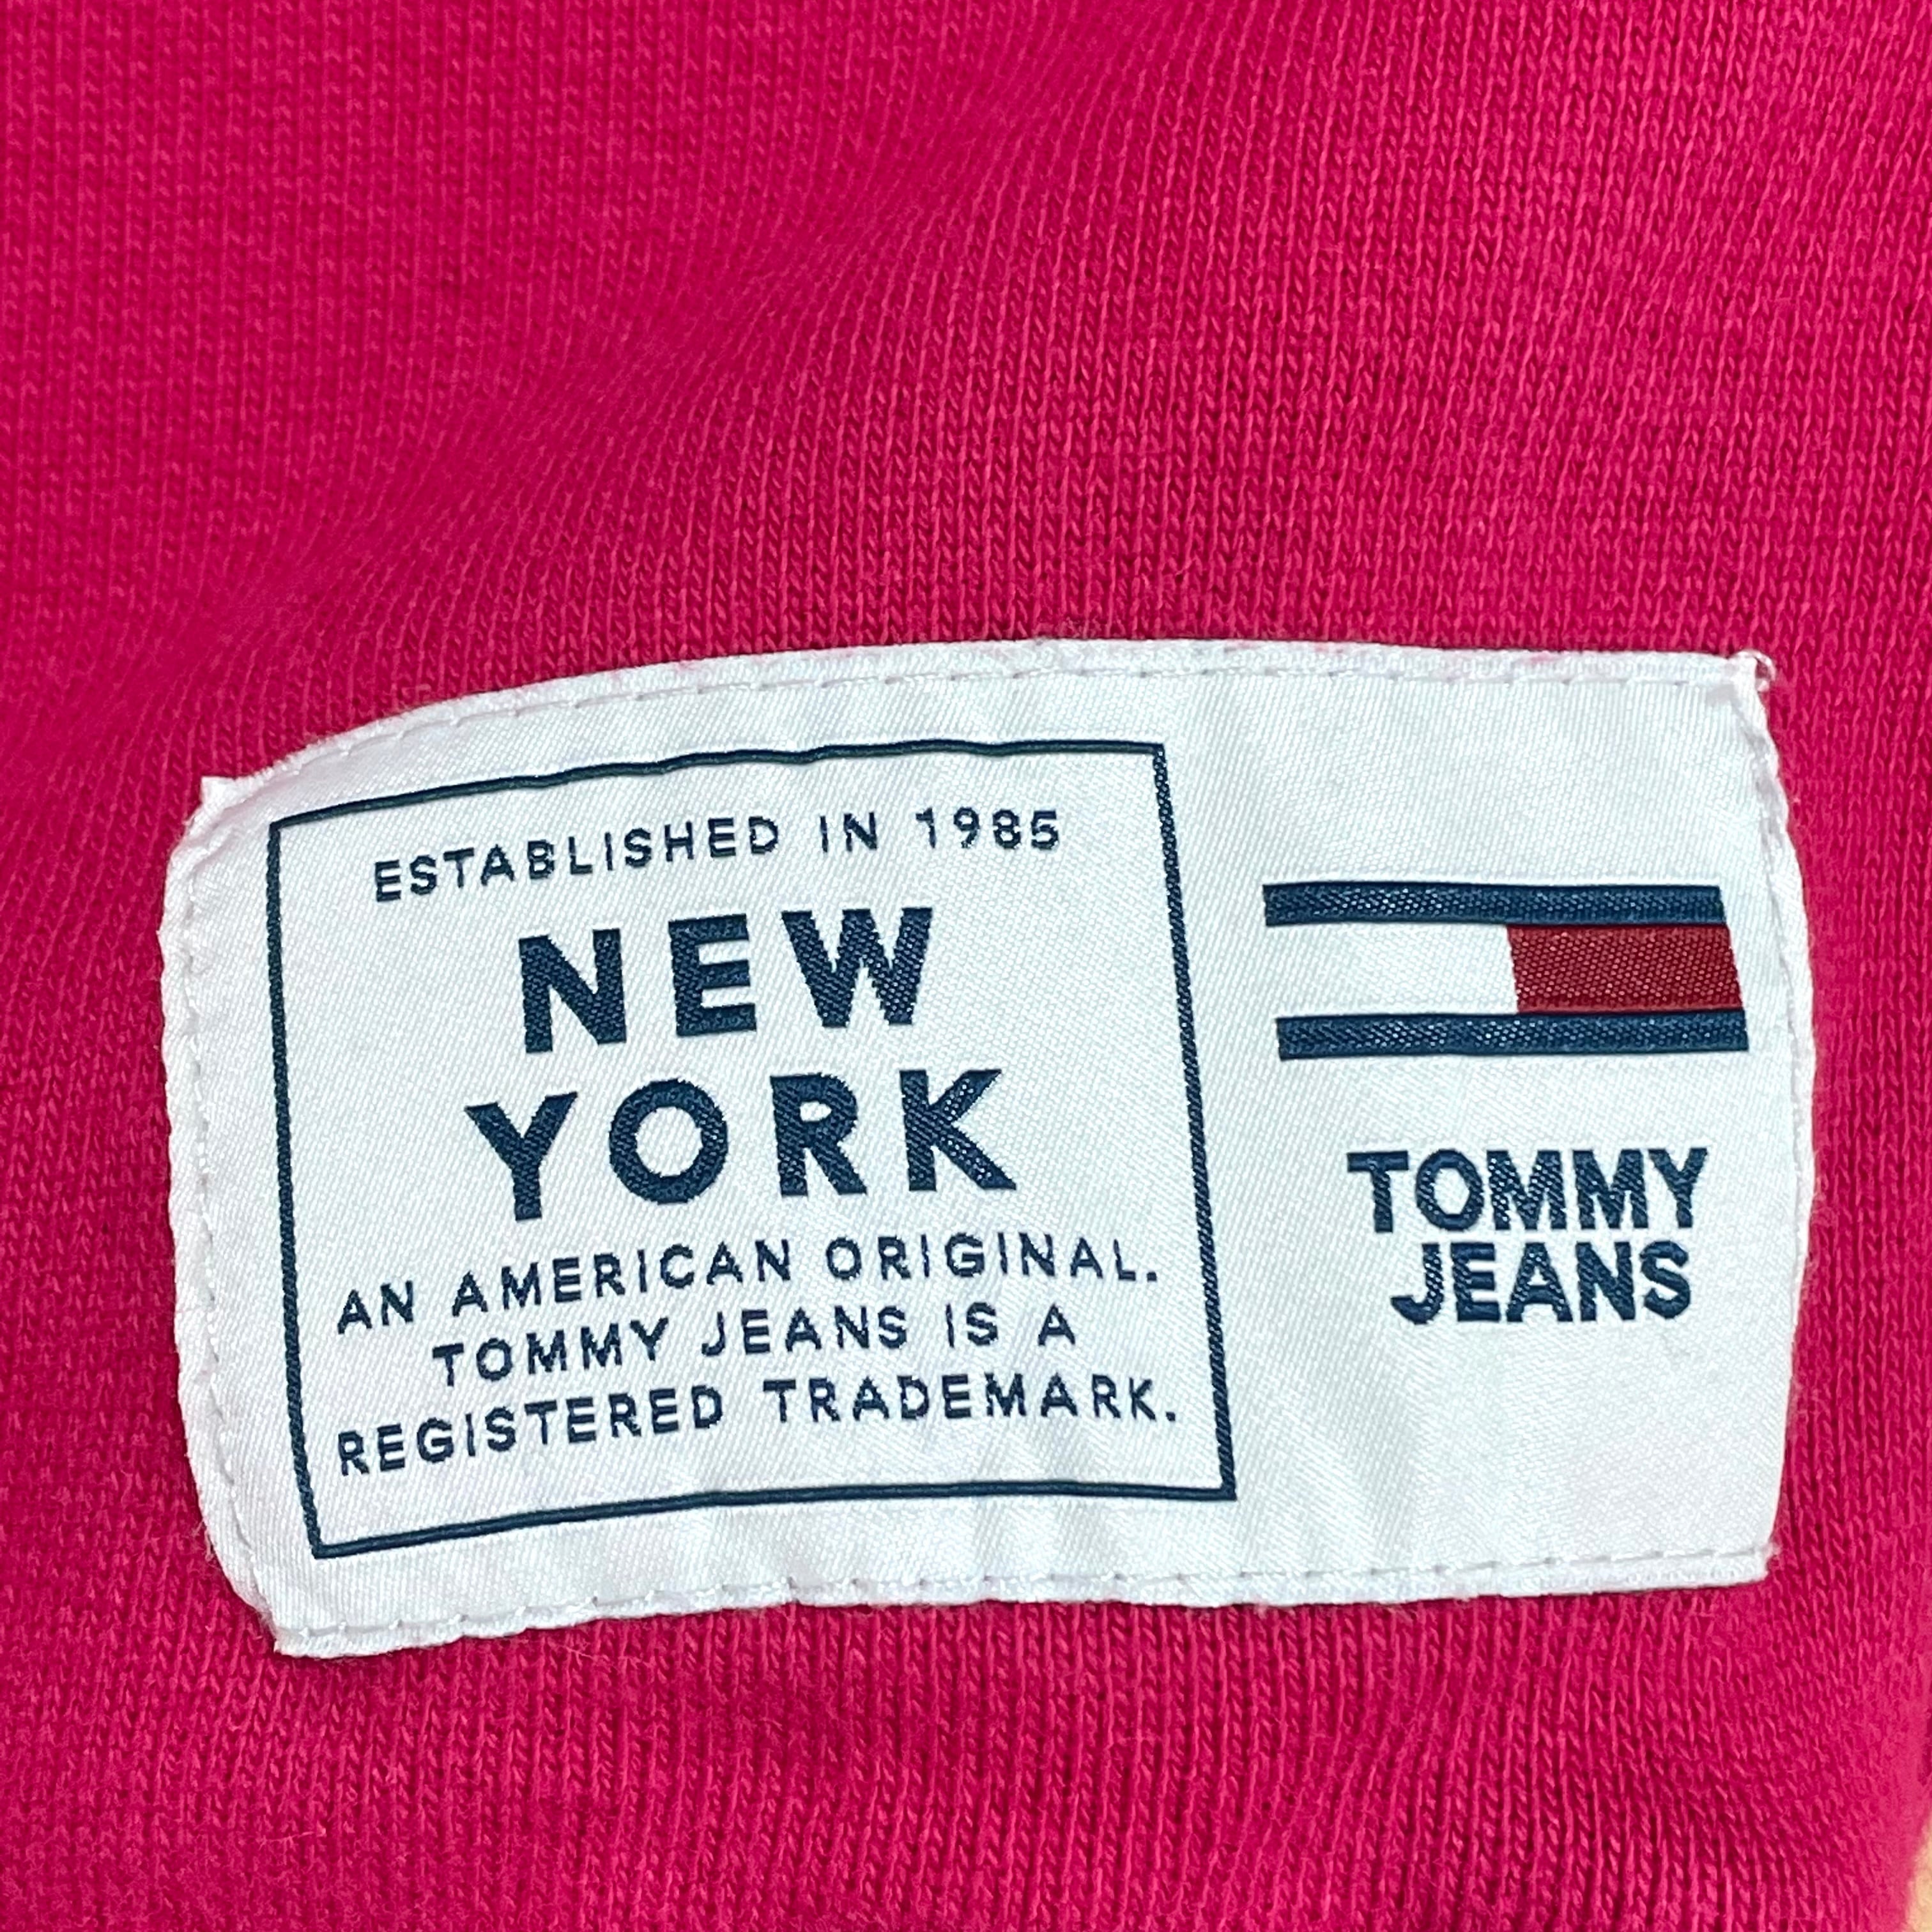 ESTABLISHED IN 1985
NEW
YORK
AN AMERICAN ORIGINAL.
TOMMY JEANS IS A
REGISTERED TRADEMARK.
TOMMY
JEANS